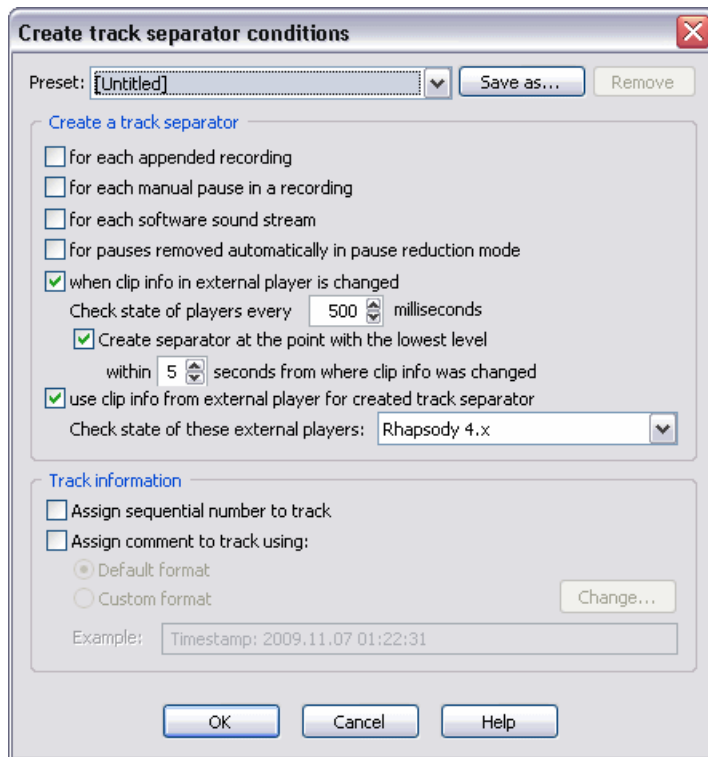 Create track separator conditions
Preset: [Untitled] Save as... Remove
Create a track separator
for each appended recording
for each manual pause in a recording
for each software sound stream
for pauses removed automatically in pause reduction mode
when clip info in external player is changed
Check state of players every 500 milliseconds
Create separator at the point with the lowest level
within 5 seconds from where clip info was changed
use clip info from external player for created track separator
Check state of these external players: Rhapsody 4.x
Track information
Assign sequential number to track
Assign comment to track using:
Default format
Custom format Change...
Example: Timestamp: 2009.11.07 01:22:31
OK Cancel Help